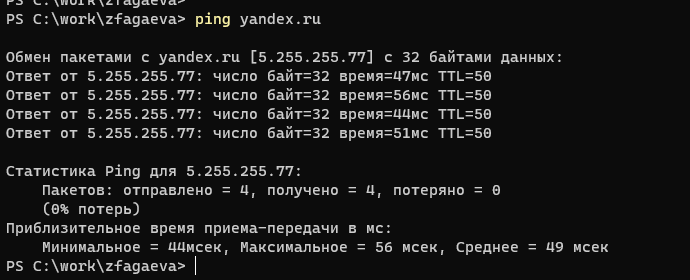 PS C:\work\zfagaeva>
PS C:\work\zfagaeva> ping yandex.ru
Обмен пакетами с yandex.ru [5.255.255.77] с 32 байтами данных:
Ответ от 5.255.255.77: число байт=32 время=47мс TTL=50
Ответ от 5.255.255.77: число байт=32 время=56мс TTL=50
Ответ от 5.255.255.77: число байт=32 время=44мс TTL=50
Ответ от 5.255.255.77: число байт=32 время=51мс TTL=50
Статистика Ping для 5.255.255.77:
    Пакетов: отправлено = 4, получено = 4, потеряно = 0
    (0% потерь)
Приблизительное время приема-передачи в мс:
    Минимальное = 44мсек, Максимальное = 56 мсек, Среднее = 49 мсек
PS C:\work\zfagaeva>